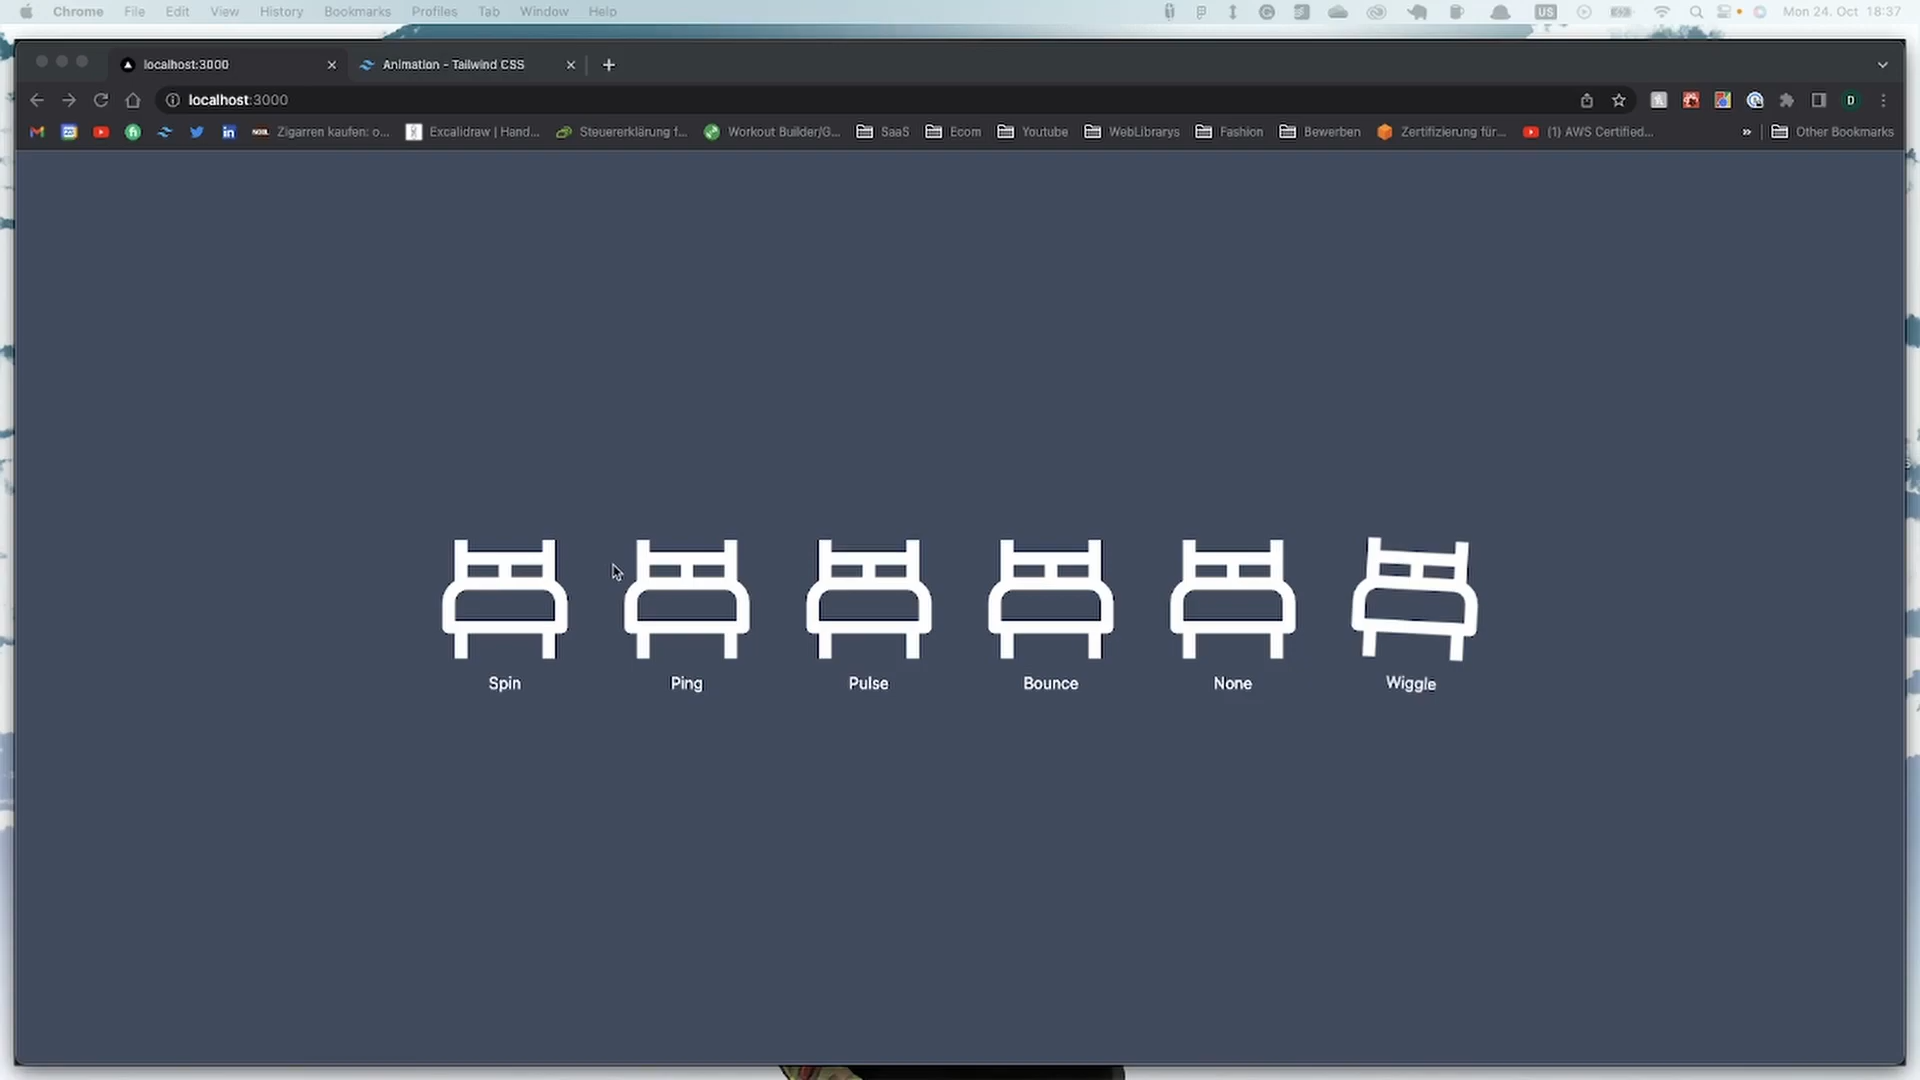 Chrome File Edit View History Bookmarks Profiles Tab Window Help US Mon 24. Oct 18:37
localhost:3000 Animation - Tailwind CSS
localhost:3000 D
Zigarren kaufen: o... Excalidraw | Hand... Steuererklärung f... Workout Builder/G... SaaS Ecom Youtube WebLibrarys Fashion Bewerben Zertifizierung für... (1) AWS Certified... » Other Bookmarks
Spin Ping Pulse Bounce None Wiggle